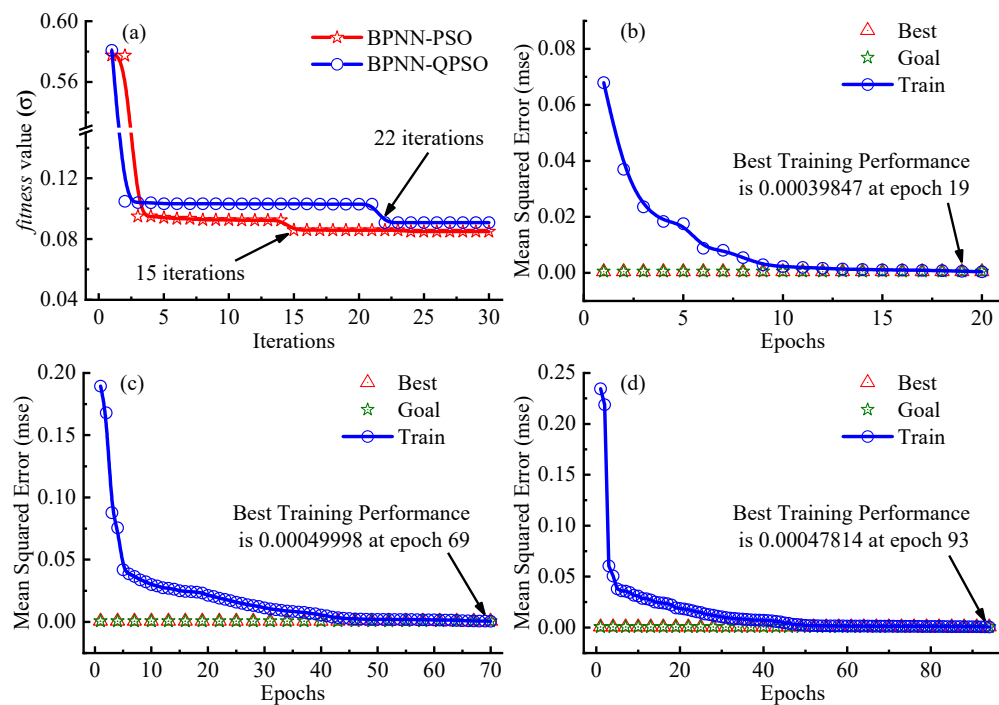 (a)
BPNN-PSO
BPNN-QPSO
22 iterations
15 iterations
fitness value (σ)
0.60
0.56
0.12
0.08
0.04
0 5 10 15 20 25 30
Iterations
(b)
Best
Goal
Train
Best Training Performance
is 0.00039847 at epoch 19
Mean Squared Error (mse)
0.08
0.06
0.04
0.02
0.00
0 5 10 15 20
Epochs
(c)
Best
Goal
Train
Best Training Performance
is 0.00049998 at epoch 69
Mean Squared Error (mse)
0.20
0.15
0.10
0.05
0.00
0 10 20 30 40 50 60 70
Epochs
(d)
Best
Goal
Train
Best Training Performance
is 0.00047814 at epoch 93
Mean Squared Error (mse)
0.25
0.20
0.15
0.10
0.05
0.00
0 20 40 60 80
Epochs